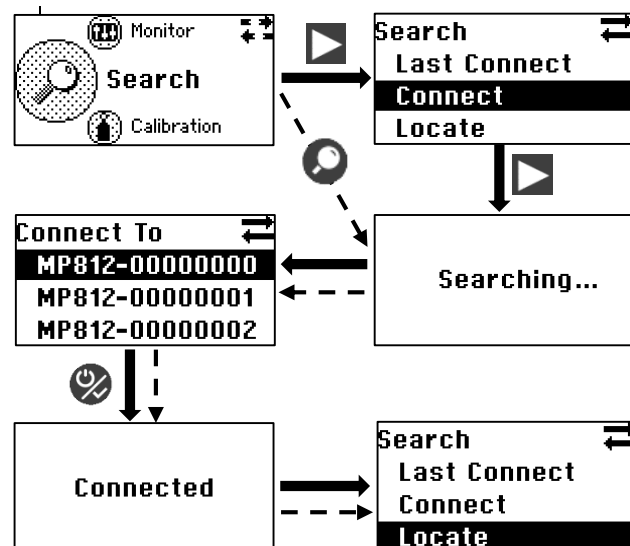 Monitor
Search
Calibration
Search
Last Connect
Connect
Locate
Connect To
MP812-00000000
MP812-00000001
MP812-00000002
Searching...
Connected
Search
Last Connect
Connect
Locate